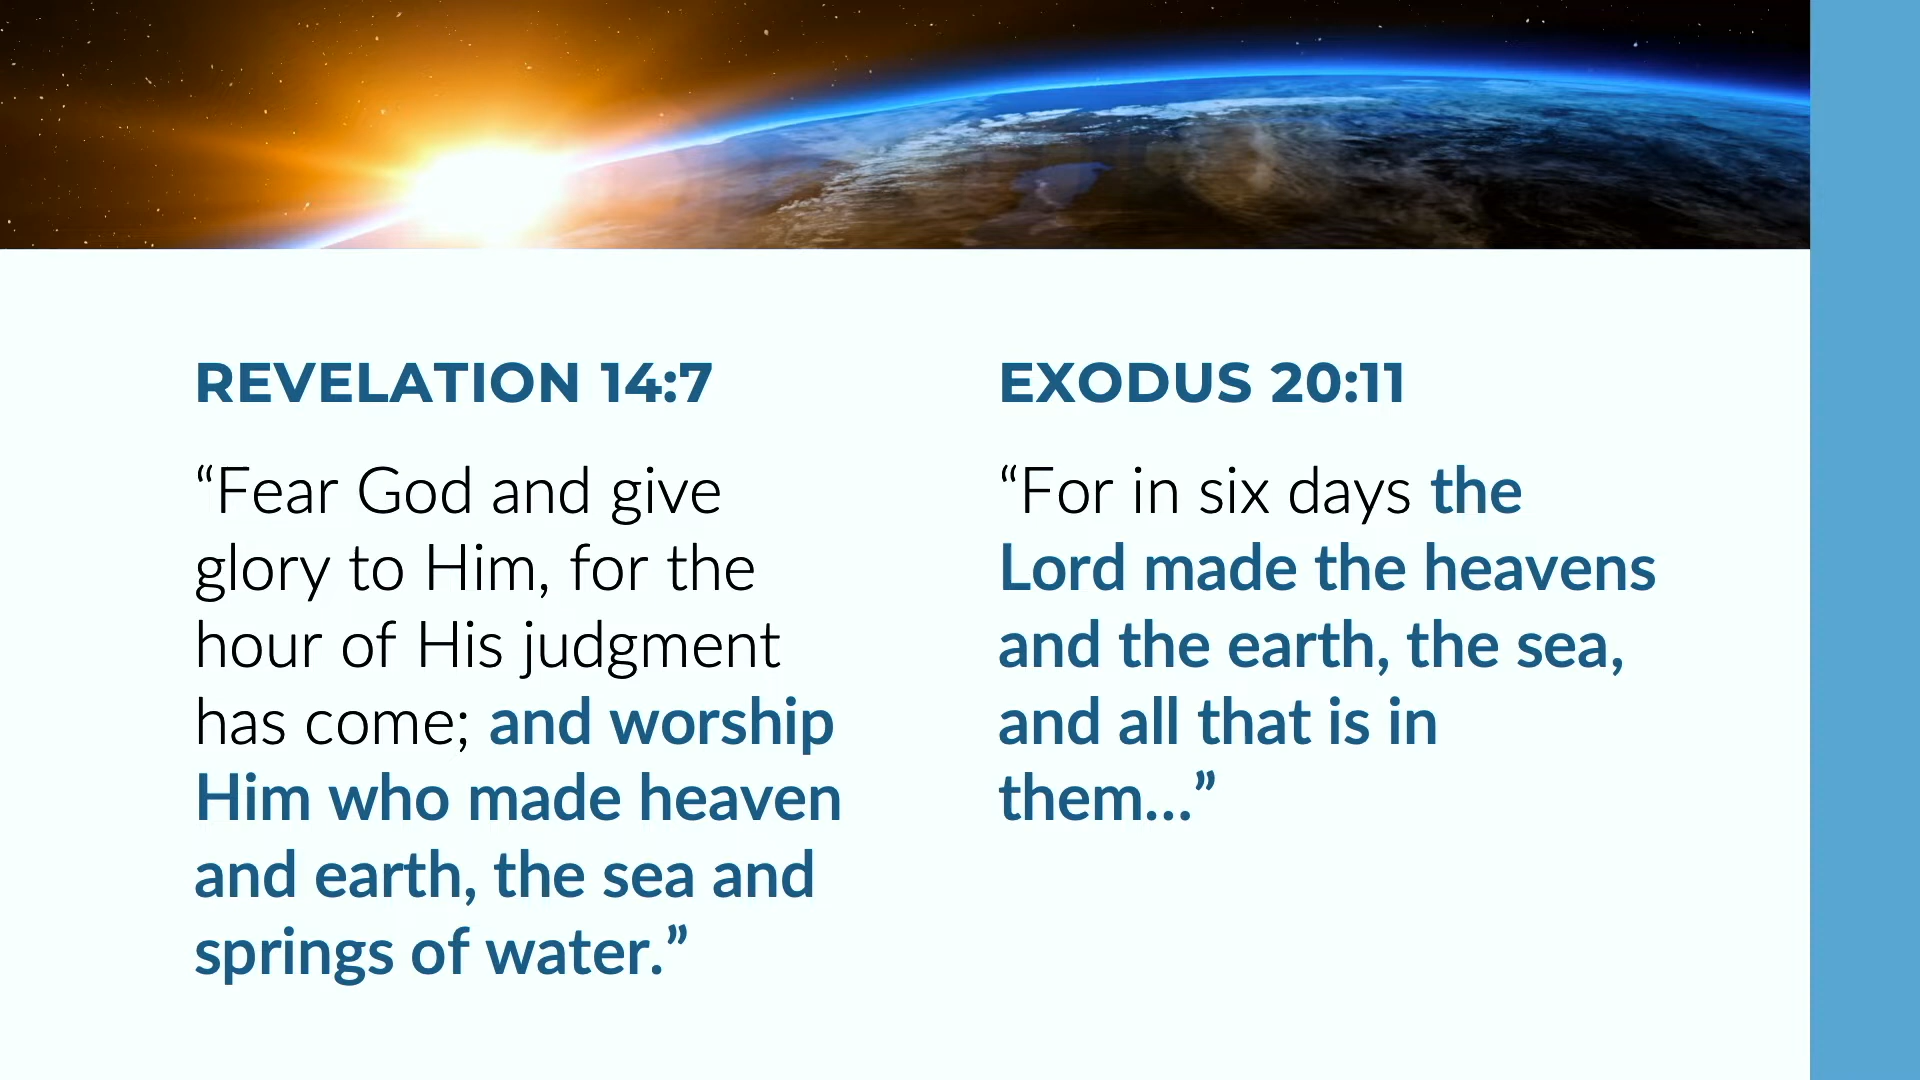 REVELATION 14:7
“Fear God and give
glory to Him, for the
hour of His judgment
has come; and worship
Him who made heaven
and earth, the sea and
springs of water.”
EXODUS 20:11
“For in six days the
Lord made the heavens
and the earth, the sea,
and all that is in
them...”